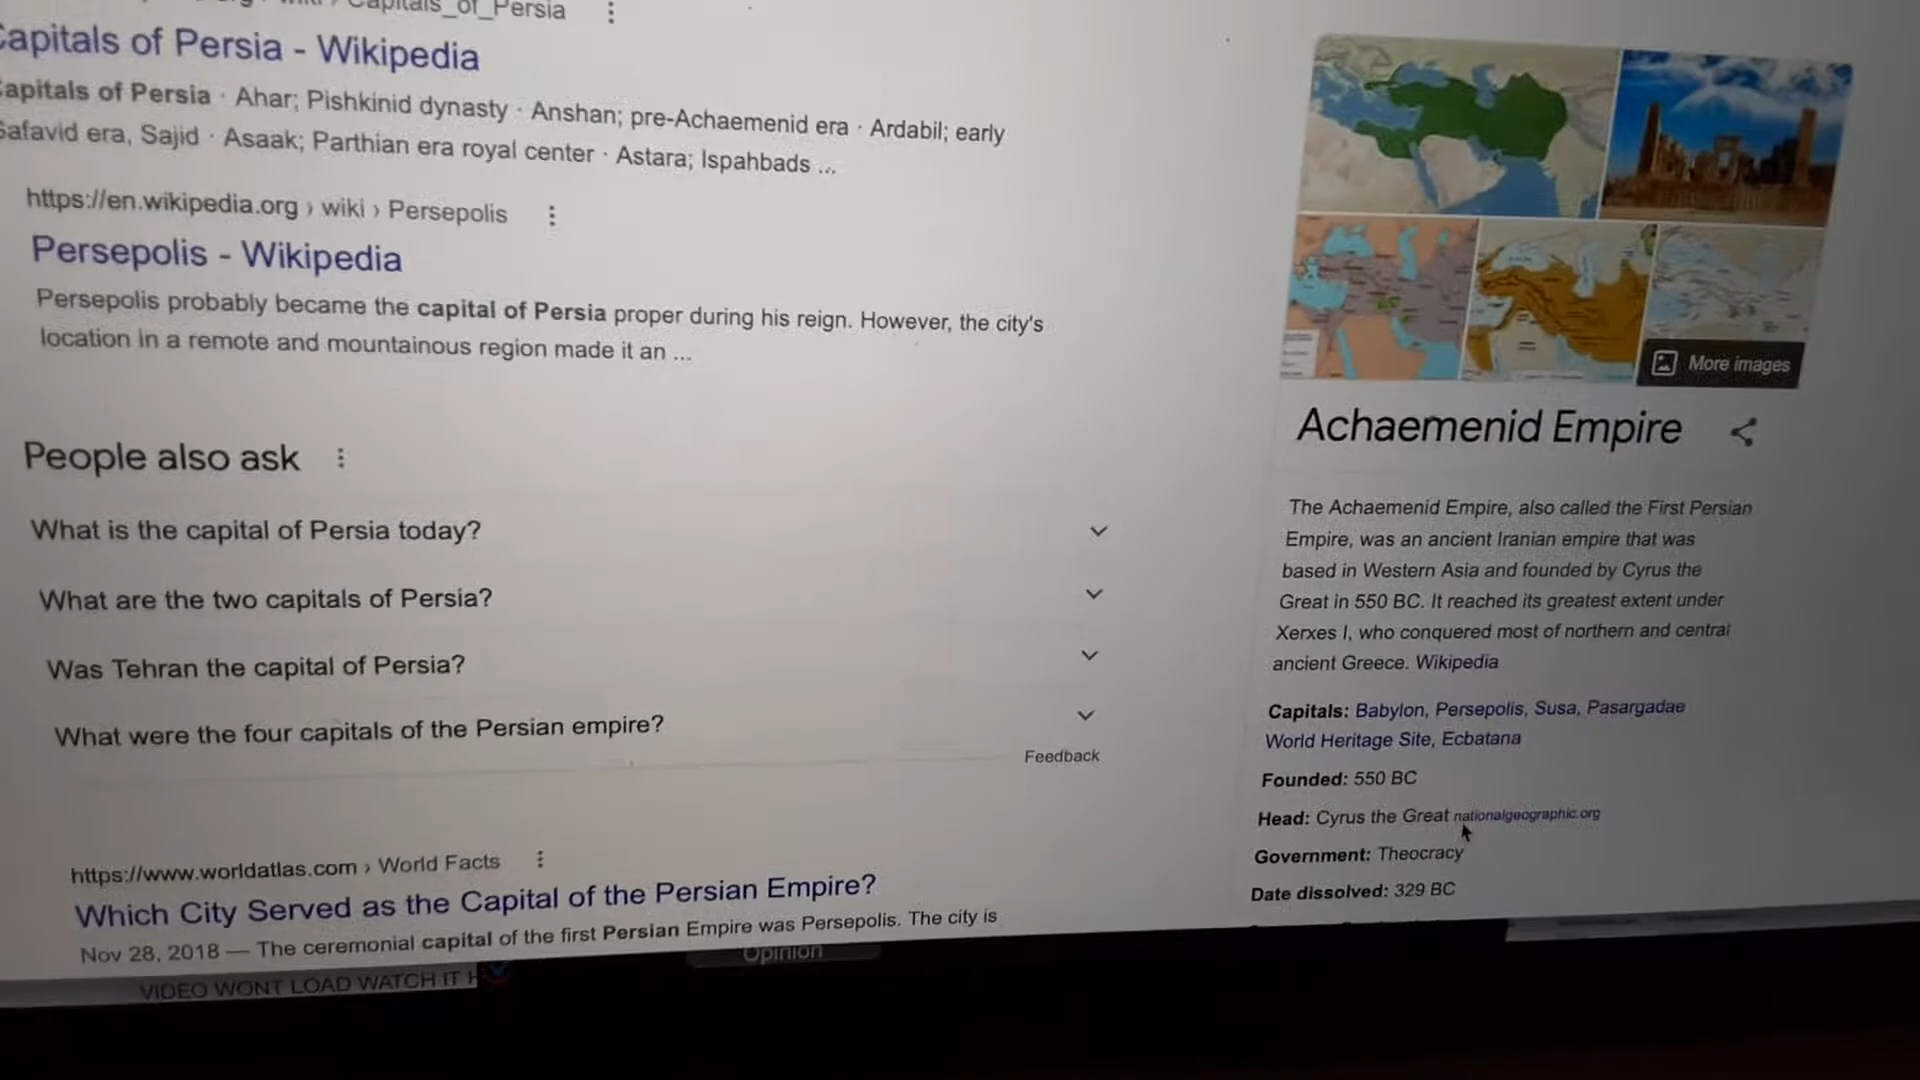 Capitals_of_Persia
Capitals of Persia - Wikipedia
Capitals of Persia · Ahar; Pishkinid dynasty · Anshan; pre-Achaemenid era · Ardabil; early
Safavid era, Sajid · Asaak; Parthian era royal center · Astara; Ispahbads ...
https://en.wikipedia.org › wiki › Persepolis
Persepolis - Wikipedia
Persepolis probably became the capital of Persia proper during his reign. However, the city's
location in a remote and mountainous region made it an ...
People also ask
What is the capital of Persia today?
What are the two capitals of Persia?
Was Tehran the capital of Persia?
What were the four capitals of the Persian empire?
Feedback
https://www.worldatlas.com › World Facts
Which City Served as the Capital of the Persian Empire?
Nov 28, 2018 — The ceremonial capital of the first Persian Empire was Persepolis. The city is
Opinion
VIDEO WONT LOAD WATCH IT
More images
Achaemenid Empire
The Achaemenid Empire, also called the First Persian
Empire, was an ancient Iranian empire that was
based in Western Asia and founded by Cyrus the
Great in 550 BC. It reached its greatest extent under
Xerxes I, who conquered most of northern and central
ancient Greece. Wikipedia
Capitals: Babylon, Persepolis, Susa, Pasargadae
World Heritage Site, Ecbatana
Founded: 550 BC
Head: Cyrus the Great nationalgeographic.org
Government: Theocracy
Date dissolved: 329 BC